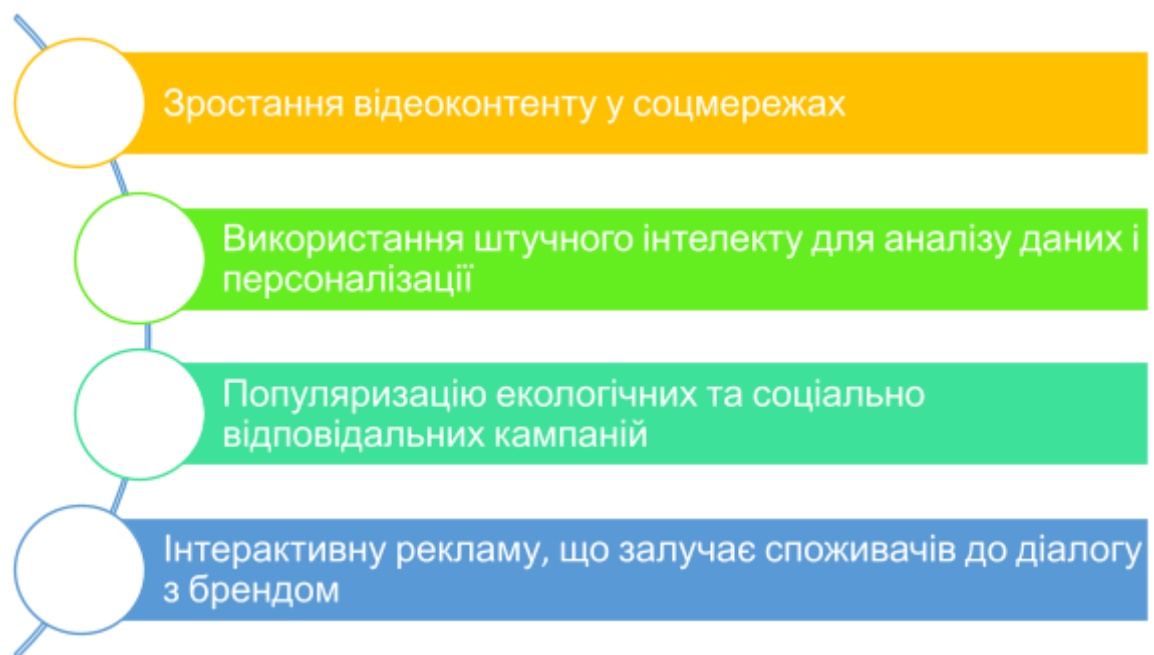 Зростання відеоконтенту у соцмережах
Використання штучного інтелекту для аналізу даних і
персоналізації
Популяризацію екологічних та соціально
відповідальних кампаній
Інтерактивну рекламу, що залучає споживачів до діалогу
з брендом